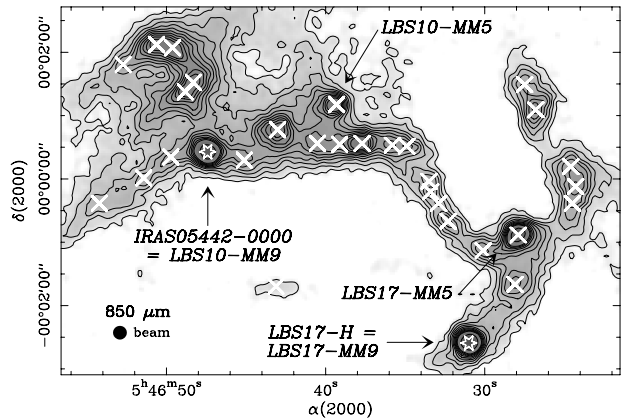 LBS10-MM5
00°02'00"
00°00'00"
-00°02'00"
δ(2000)
IRAS05442-0000
= LBS10-MM9
LBS17-MM5
850 μm
beam
LBS17-H =
LBS17-MM9
5ʰ46ᵐ50ˢ
40ˢ
30ˢ
α(2000)